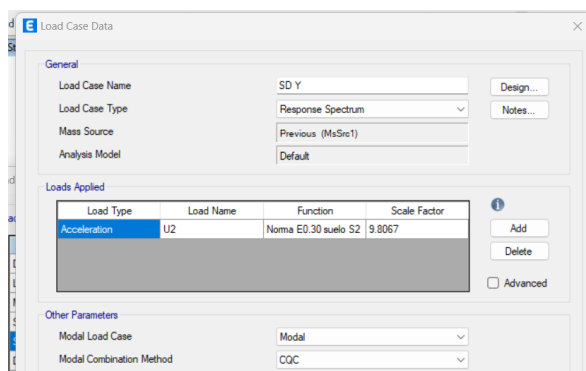 E Load Case Data
General
Load Case Name SD Y Design...
Load Case Type Response Spectrum Notes...
Mass Source Previous (MsSrc1)
Analysis Model Default
Loads Applied
Load Type Load Name Function Scale Factor
Acceleration U2 Norma E0.30 suelo S2 9.8067 Add
Delete
Advanced
Other Parameters
Modal Load Case Modal
Modal Combination Method CQC